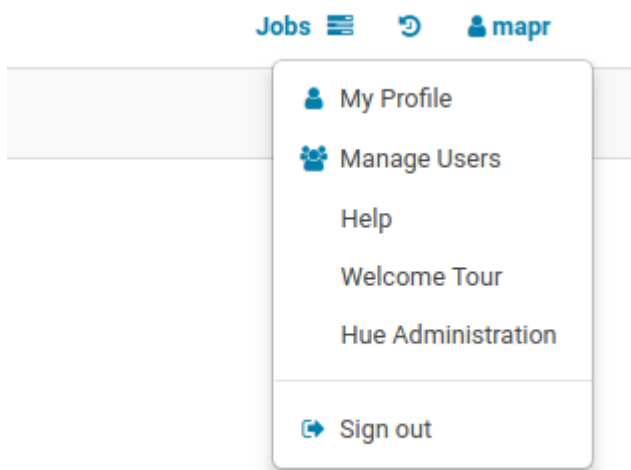 Jobs mapr
My Profile
Manage Users
Help
Welcome Tour
Hue Administration
Sign out